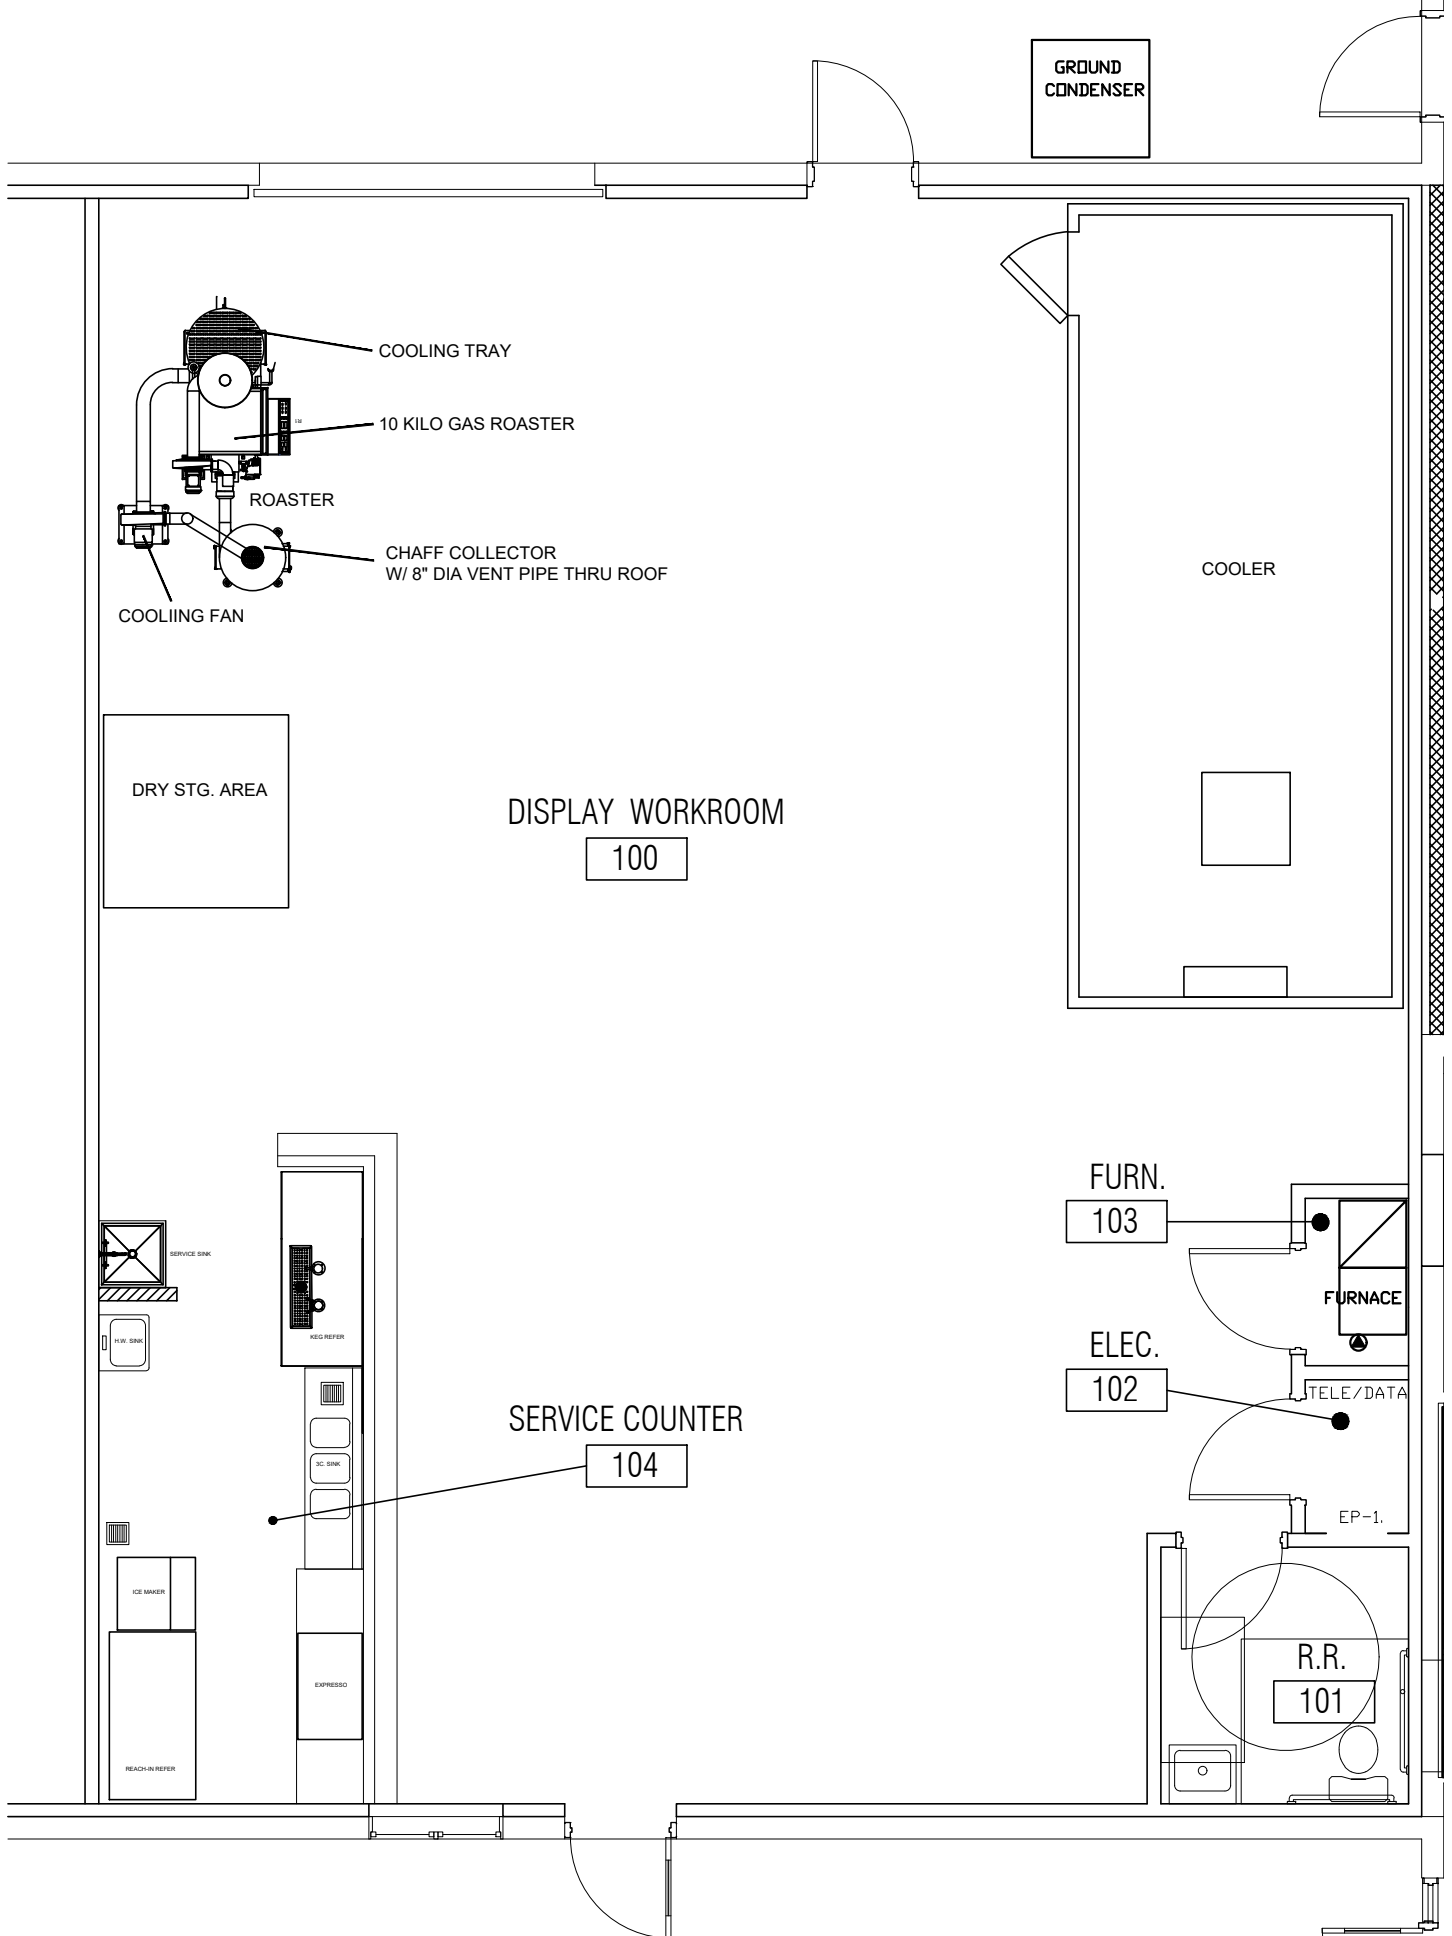 GROUND
CONDENSER
COOLING TRAY
10 KILO GAS ROASTER
ROASTER
CHAFF COLLECTOR
W/ 8" DIA VENT PIPE THRU ROOF
COOLIING FAN
COOLER
DRY STG. AREA
DISPLAY WORKROOM
100
FURN.
103
SERVICE SINK
FURNACE
KEG REFER
H.W. SINK
ELEC.
102
TELE/DATA
SERVICE COUNTER
104
3C. SINK
EP-1.
ICE MAKER
R.R.
101
EXPRESSO
REACH-IN REFER